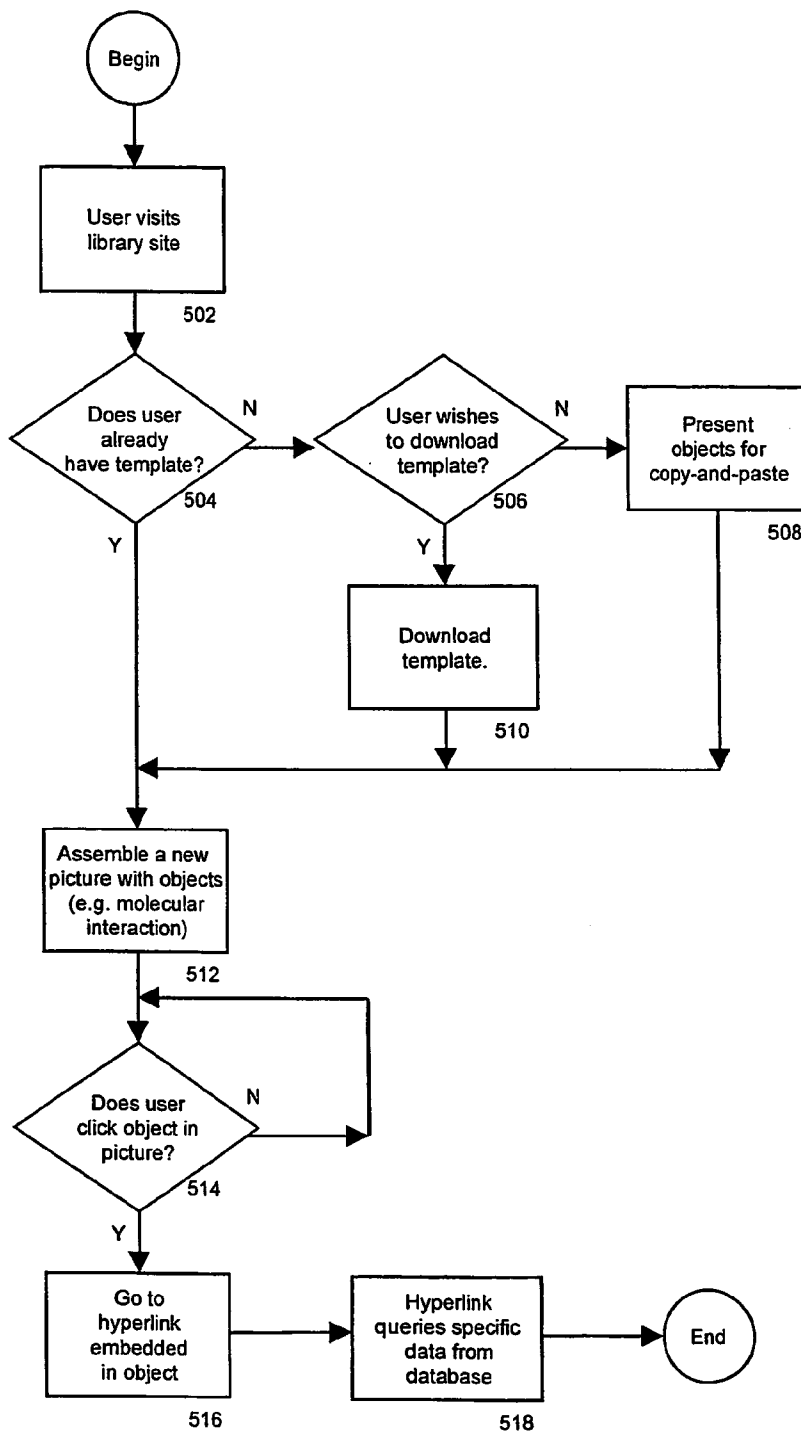 Begin
User visits
library site
502
Does user
already
have template?
N
504
Y
User wishes
to download
template?
N
506
Y
Present
objects for
copy-and-paste
508
Download
template.
510
Assemble a new
picture with objects
(e.g. molecular
interaction)
512
Does user
click object in
picture?
N
514
Y
Go to
hyperlink
embedded
in object
516
Hyperlink
queries specific
data from
database
518
End